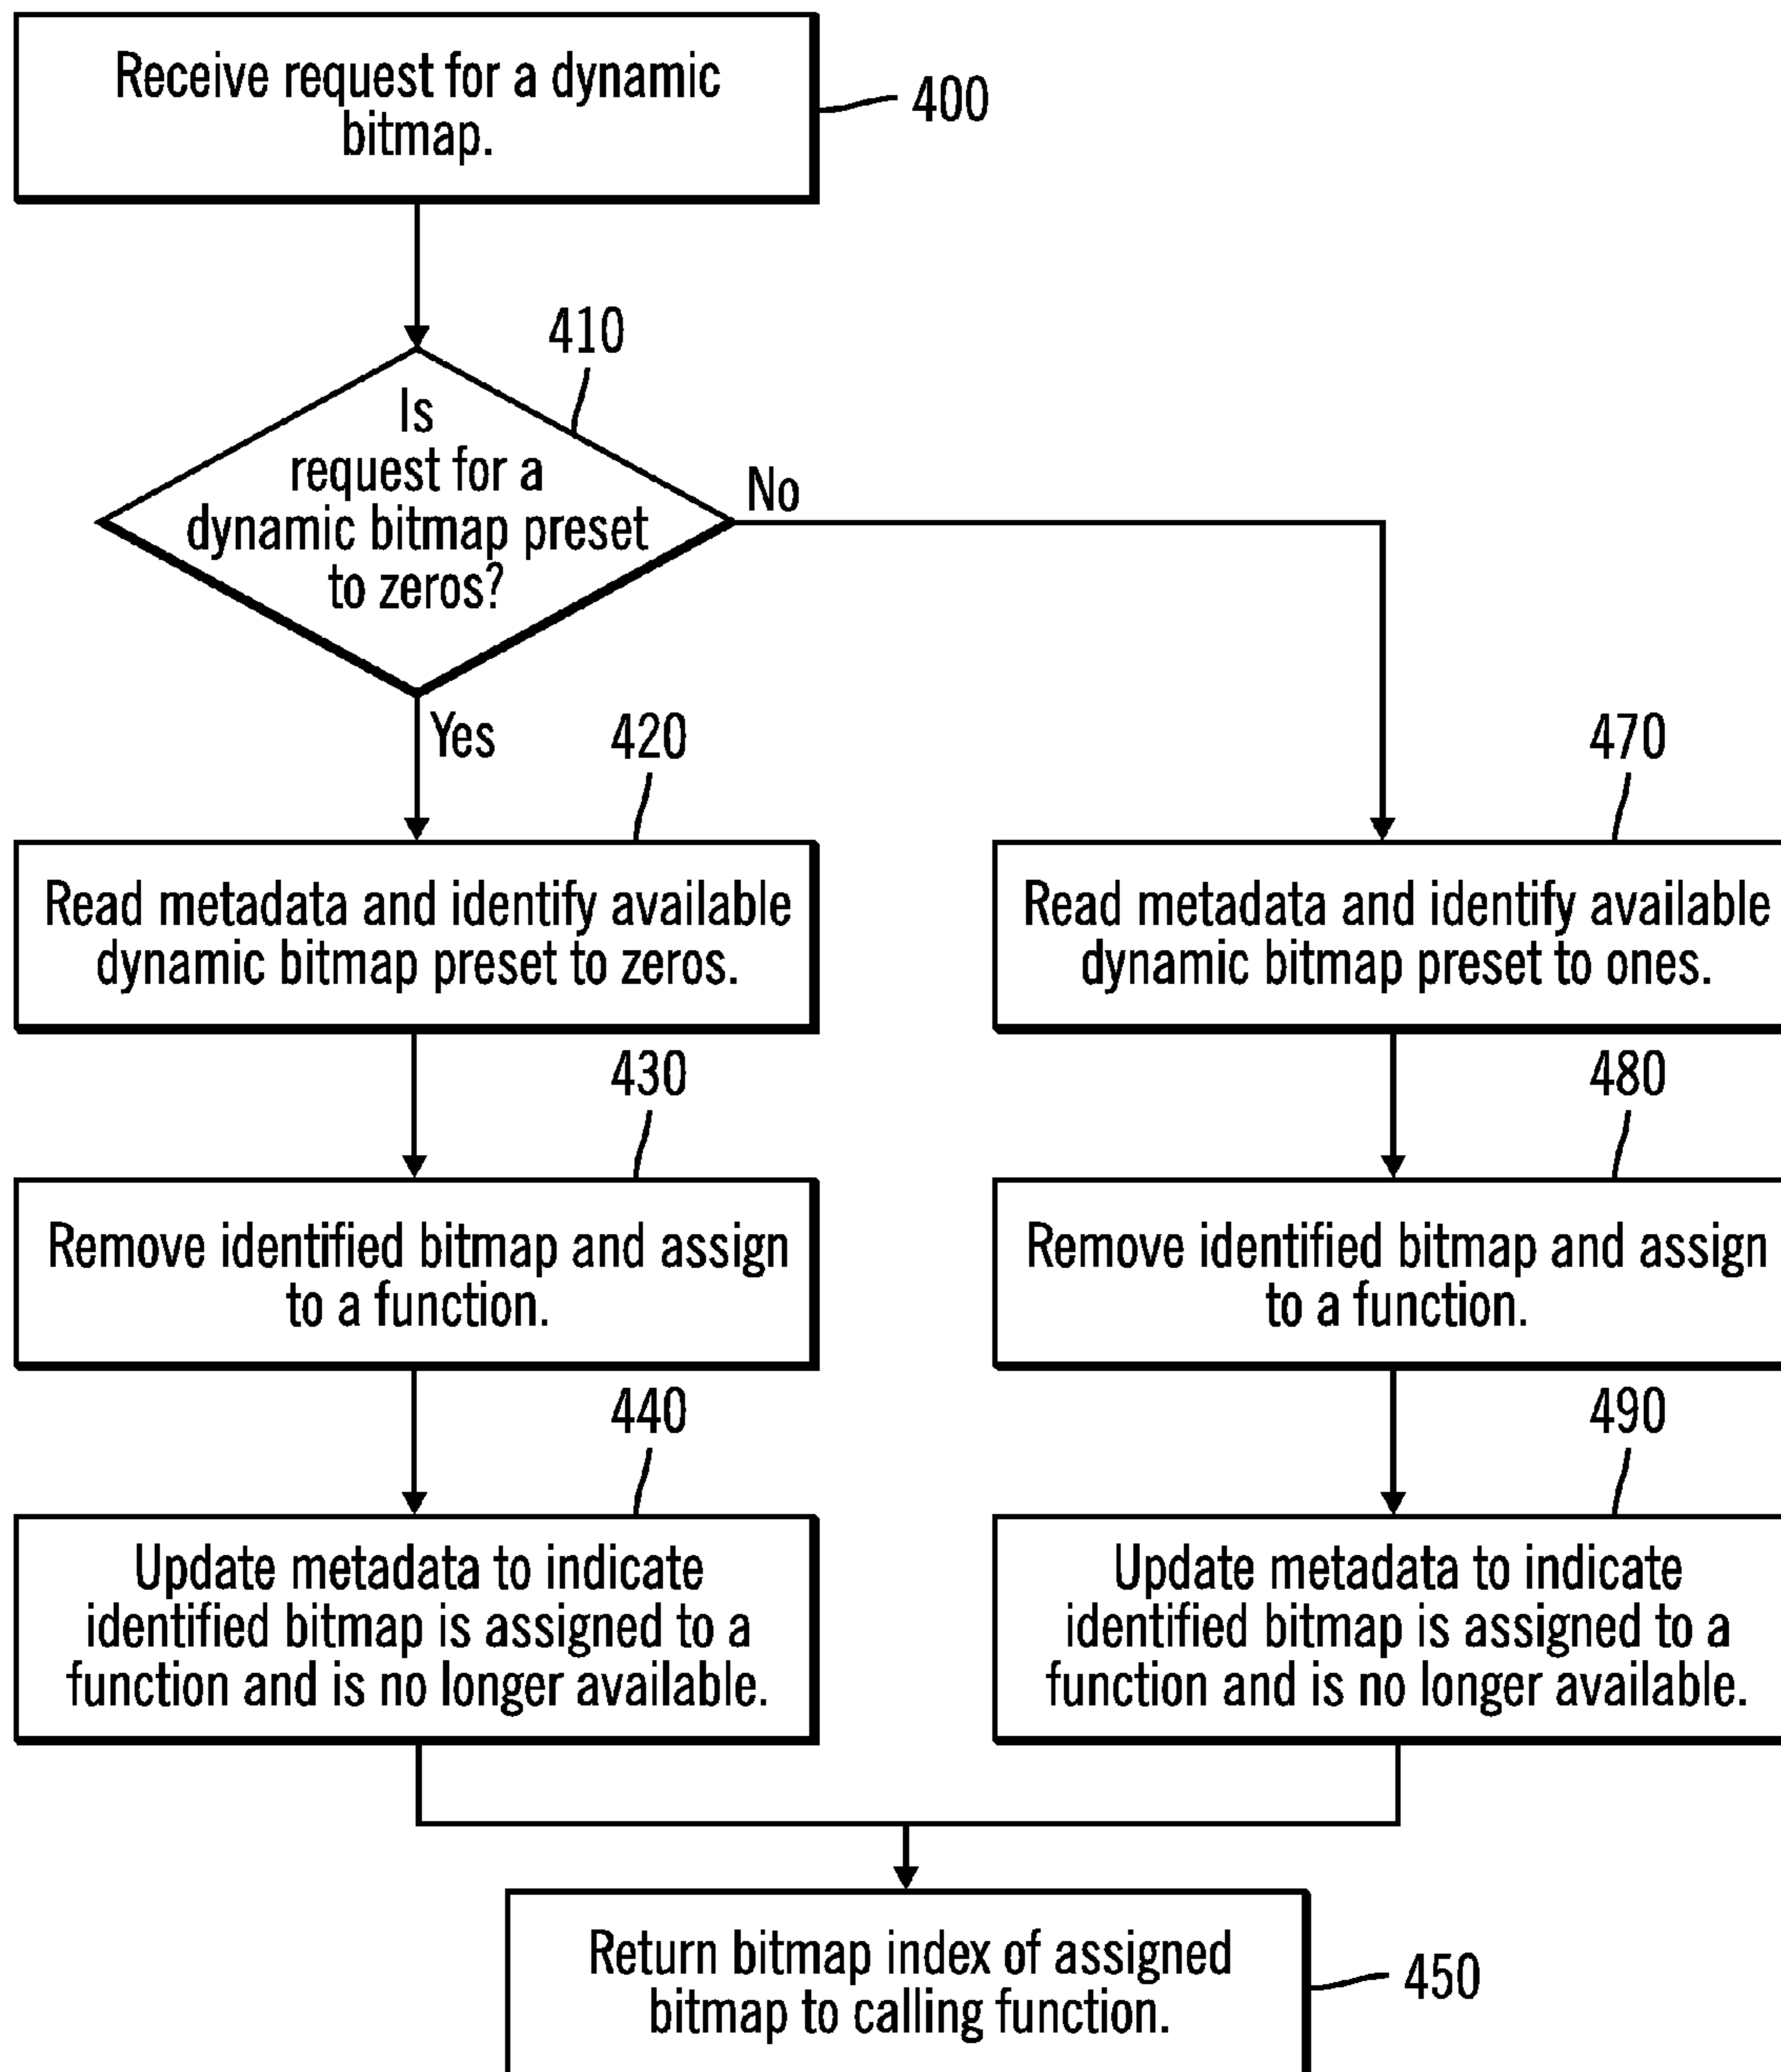 Receive request for a dynamic
bitmap.
400
410
Is
request for a
dynamic bitmap preset
to zeros?
No
Yes
420
Read metadata and identify available
dynamic bitmap preset to zeros.
430
Remove identified bitmap and assign
to a function.
440
Update metadata to indicate
identified bitmap is assigned to a
function and is no longer available.
470
Read metadata and identify available
dynamic bitmap preset to ones.
480
Remove identified bitmap and assign
to a function.
490
Update metadata to indicate
identified bitmap is assigned to a
function and is no longer available.
Return bitmap index of assigned
bitmap to calling function.
450